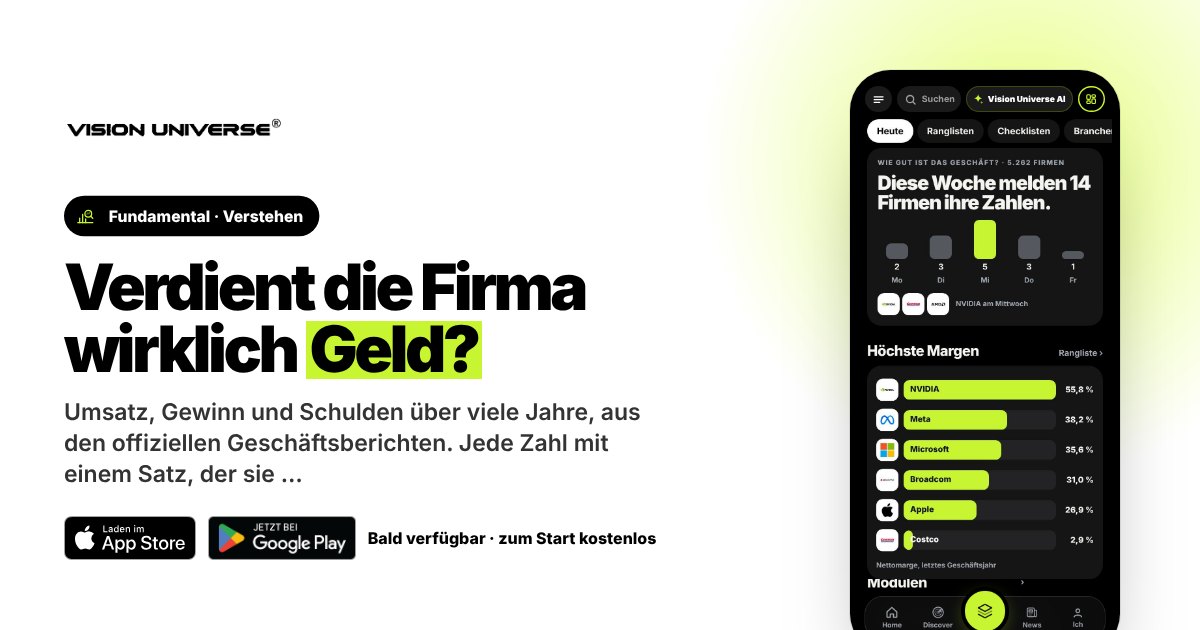 VISION UNIVERSE®
Fundamental · Verstehen
Verdient die Firma
wirklich Geld?
Umsatz, Gewinn und Schulden über viele Jahre, aus
den offiziellen Geschäftsberichten. Jede Zahl mit
einem Satz, der sie ...
Laden im
App Store
JETZT BEI
Google Play
Bald verfügbar · zum Start kostenlos
Suchen
Vision Universe AI
Heute
Ranglisten
Checklisten
Branchen
WIE GUT IST DAS GESCHÄFT? · 5.262 FIRMEN
Diese Woche melden 14
Firmen ihre Zahlen.
2 3 5 3 1
Mo Di Mi Do Fr
AMD
NVIDIA am Mittwoch
Höchste Margen
Rangliste ›
NVIDIA 55,8 %
Meta 38,2 %
Microsoft 35,6 %
Broadcom 31,0 %
Apple 26,9 %
Costco 2,9 %
Nettomarge, letztes Geschäftsjahr
Modulen ›
Home
Discover
News
Ich